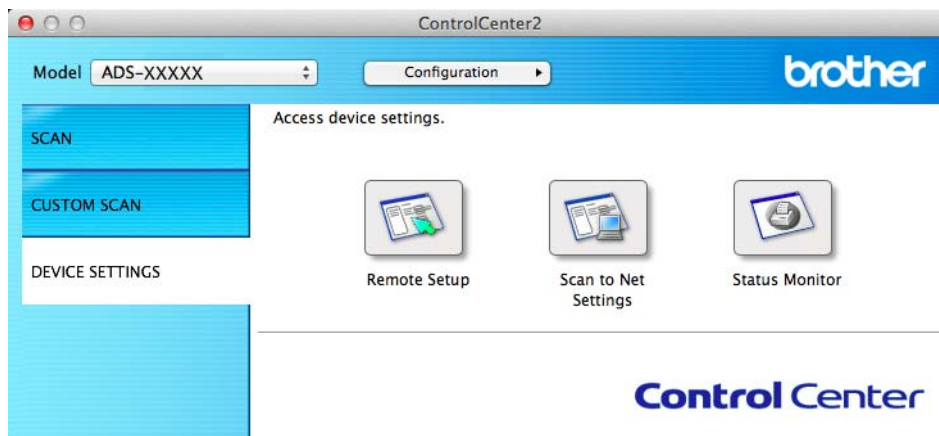 ControlCenter2
Model ADS-XXXXX Configuration brother
SCAN
CUSTOM SCAN
DEVICE SETTINGS
Access device settings.
Remote Setup
Scan to Net
Settings
Status Monitor
Control Center